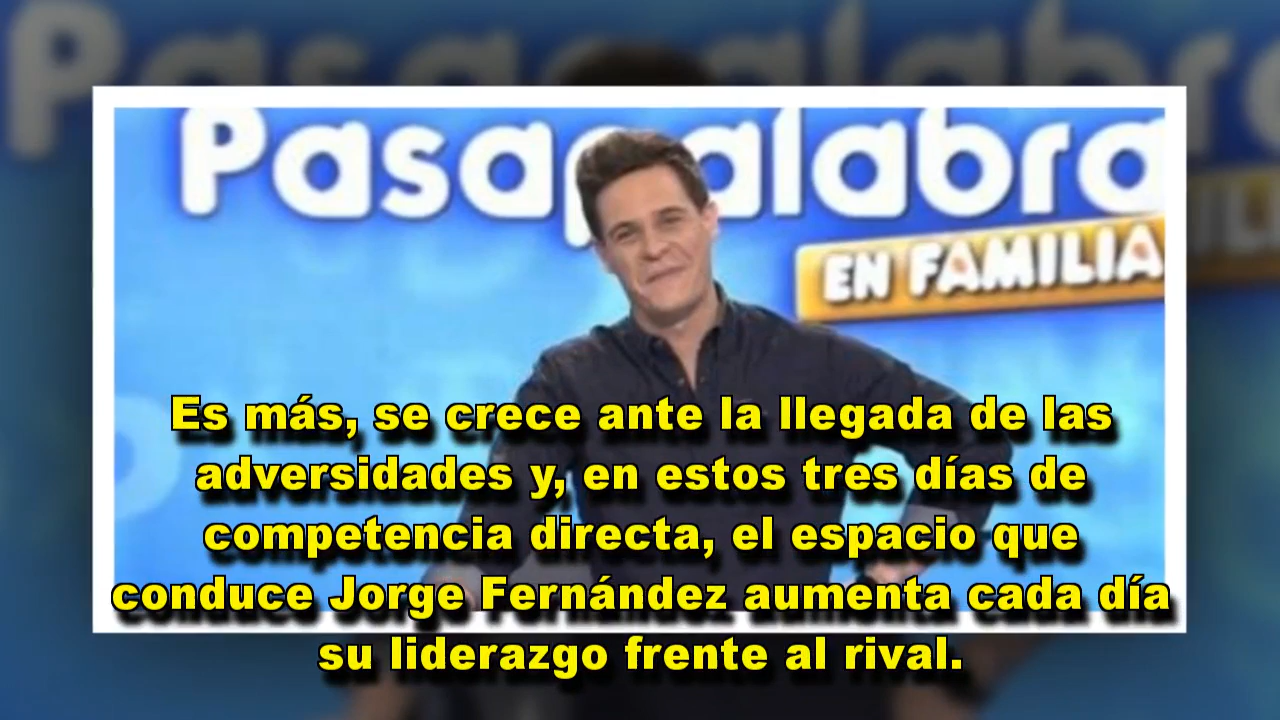 Pasapalabra
EN FAMILIA
Es más, se crece ante la llegada de las
adversidades y, en estos tres días de
competencia directa, el espacio que
conduce Jorge Fernández aumenta cada día
su liderazgo frente al rival.